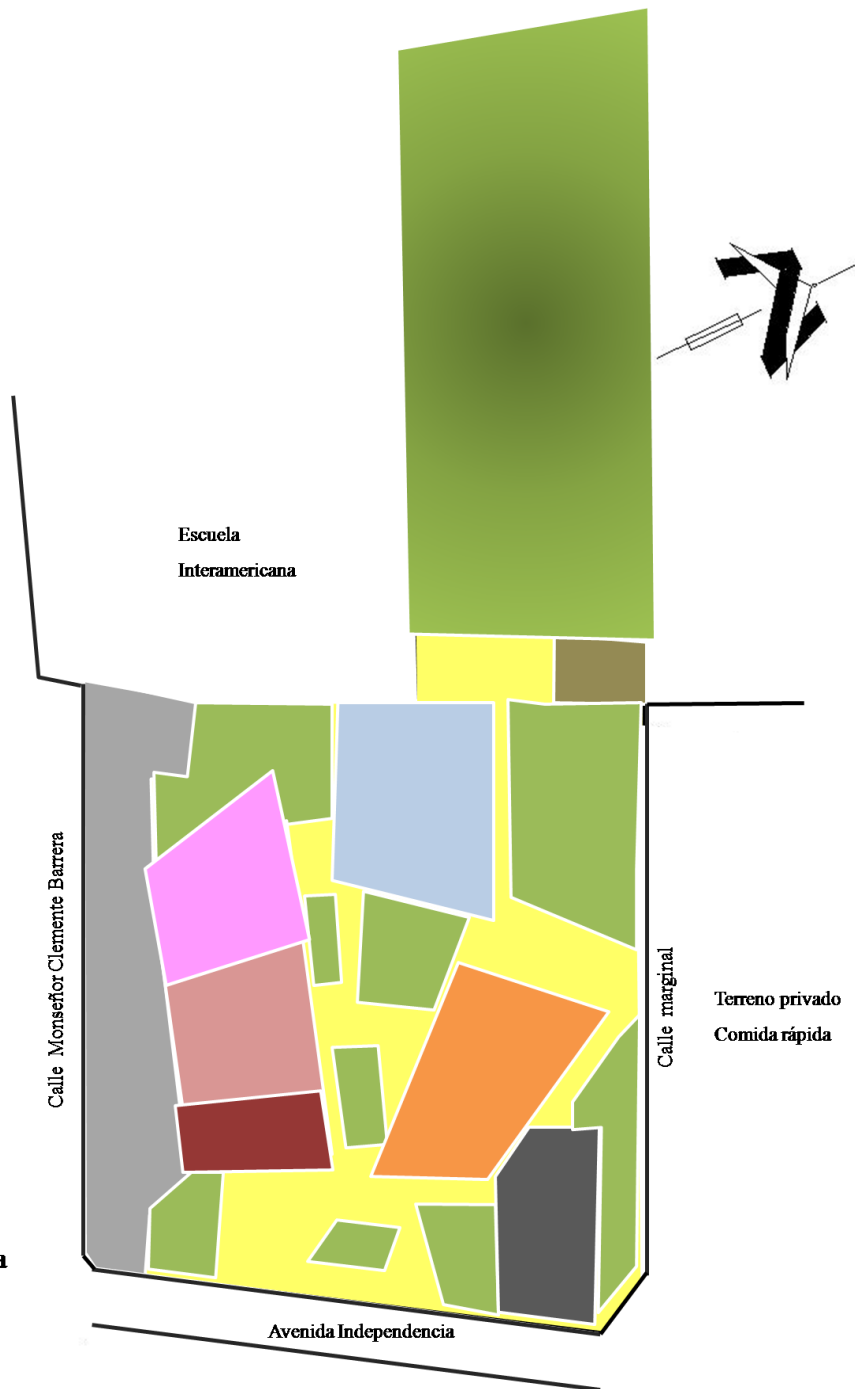 Escuela
Interamericana
Calle Monseñor Clemente Barrera
Calle marginal
Terreno privado
Comida rápida
a
Avenida Independencia